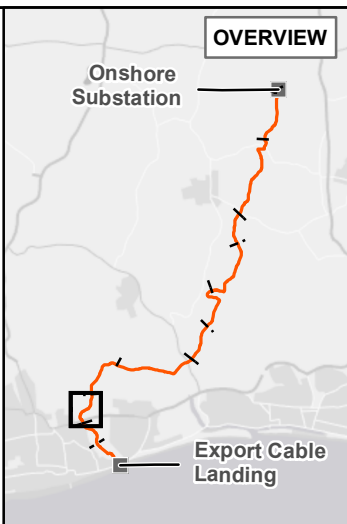 OVERVIEW
Onshore
Substation
Export Cable
Landing